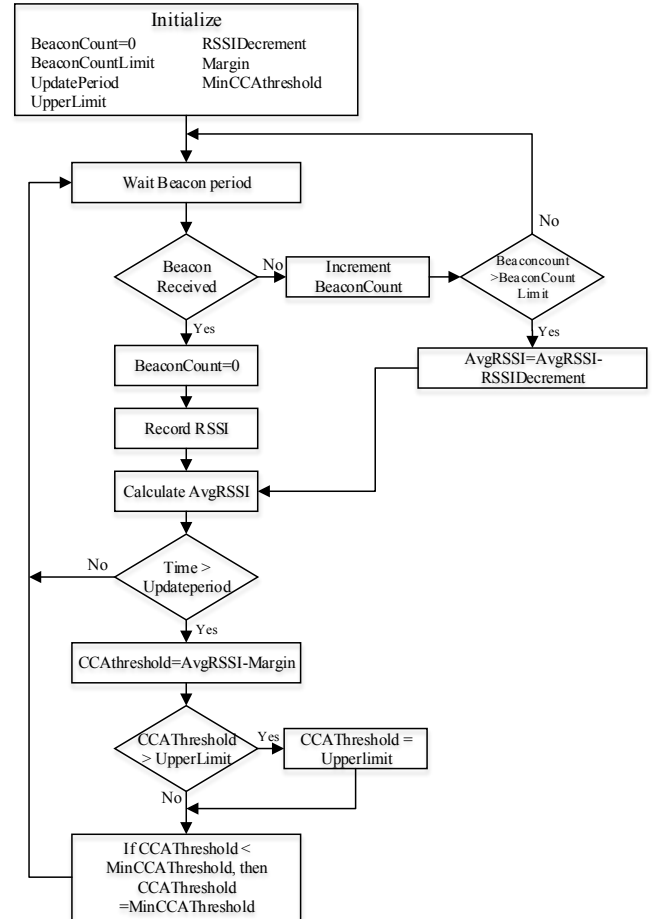 Initialize
BeaconCount=0
BeaconCountLimit
UpdatePeriod
UpperLimit
RSSIDecrement
Margin
MinCCAthreshold
Wait Beacon period
Beacon
Received
No
Increment
BeaconCount
Beaconcount
>BeaconCount
Limit
No
Yes
AvgRSSI=AvgRSSI-
RSSIDecrement
Yes
BeaconCount=0
Record RSSI
Calculate AvgRSSI
Time >
Updateperiod
No
Yes
CCAthreshold=AvgRSSI-Margin
CCAThreshold
> UpperLimit
Yes
CCAThreshold =
Upperlimit
No
If CCAThreshold <
MinCCAThreshold, then
CCAThreshold
=MinCCAThreshold